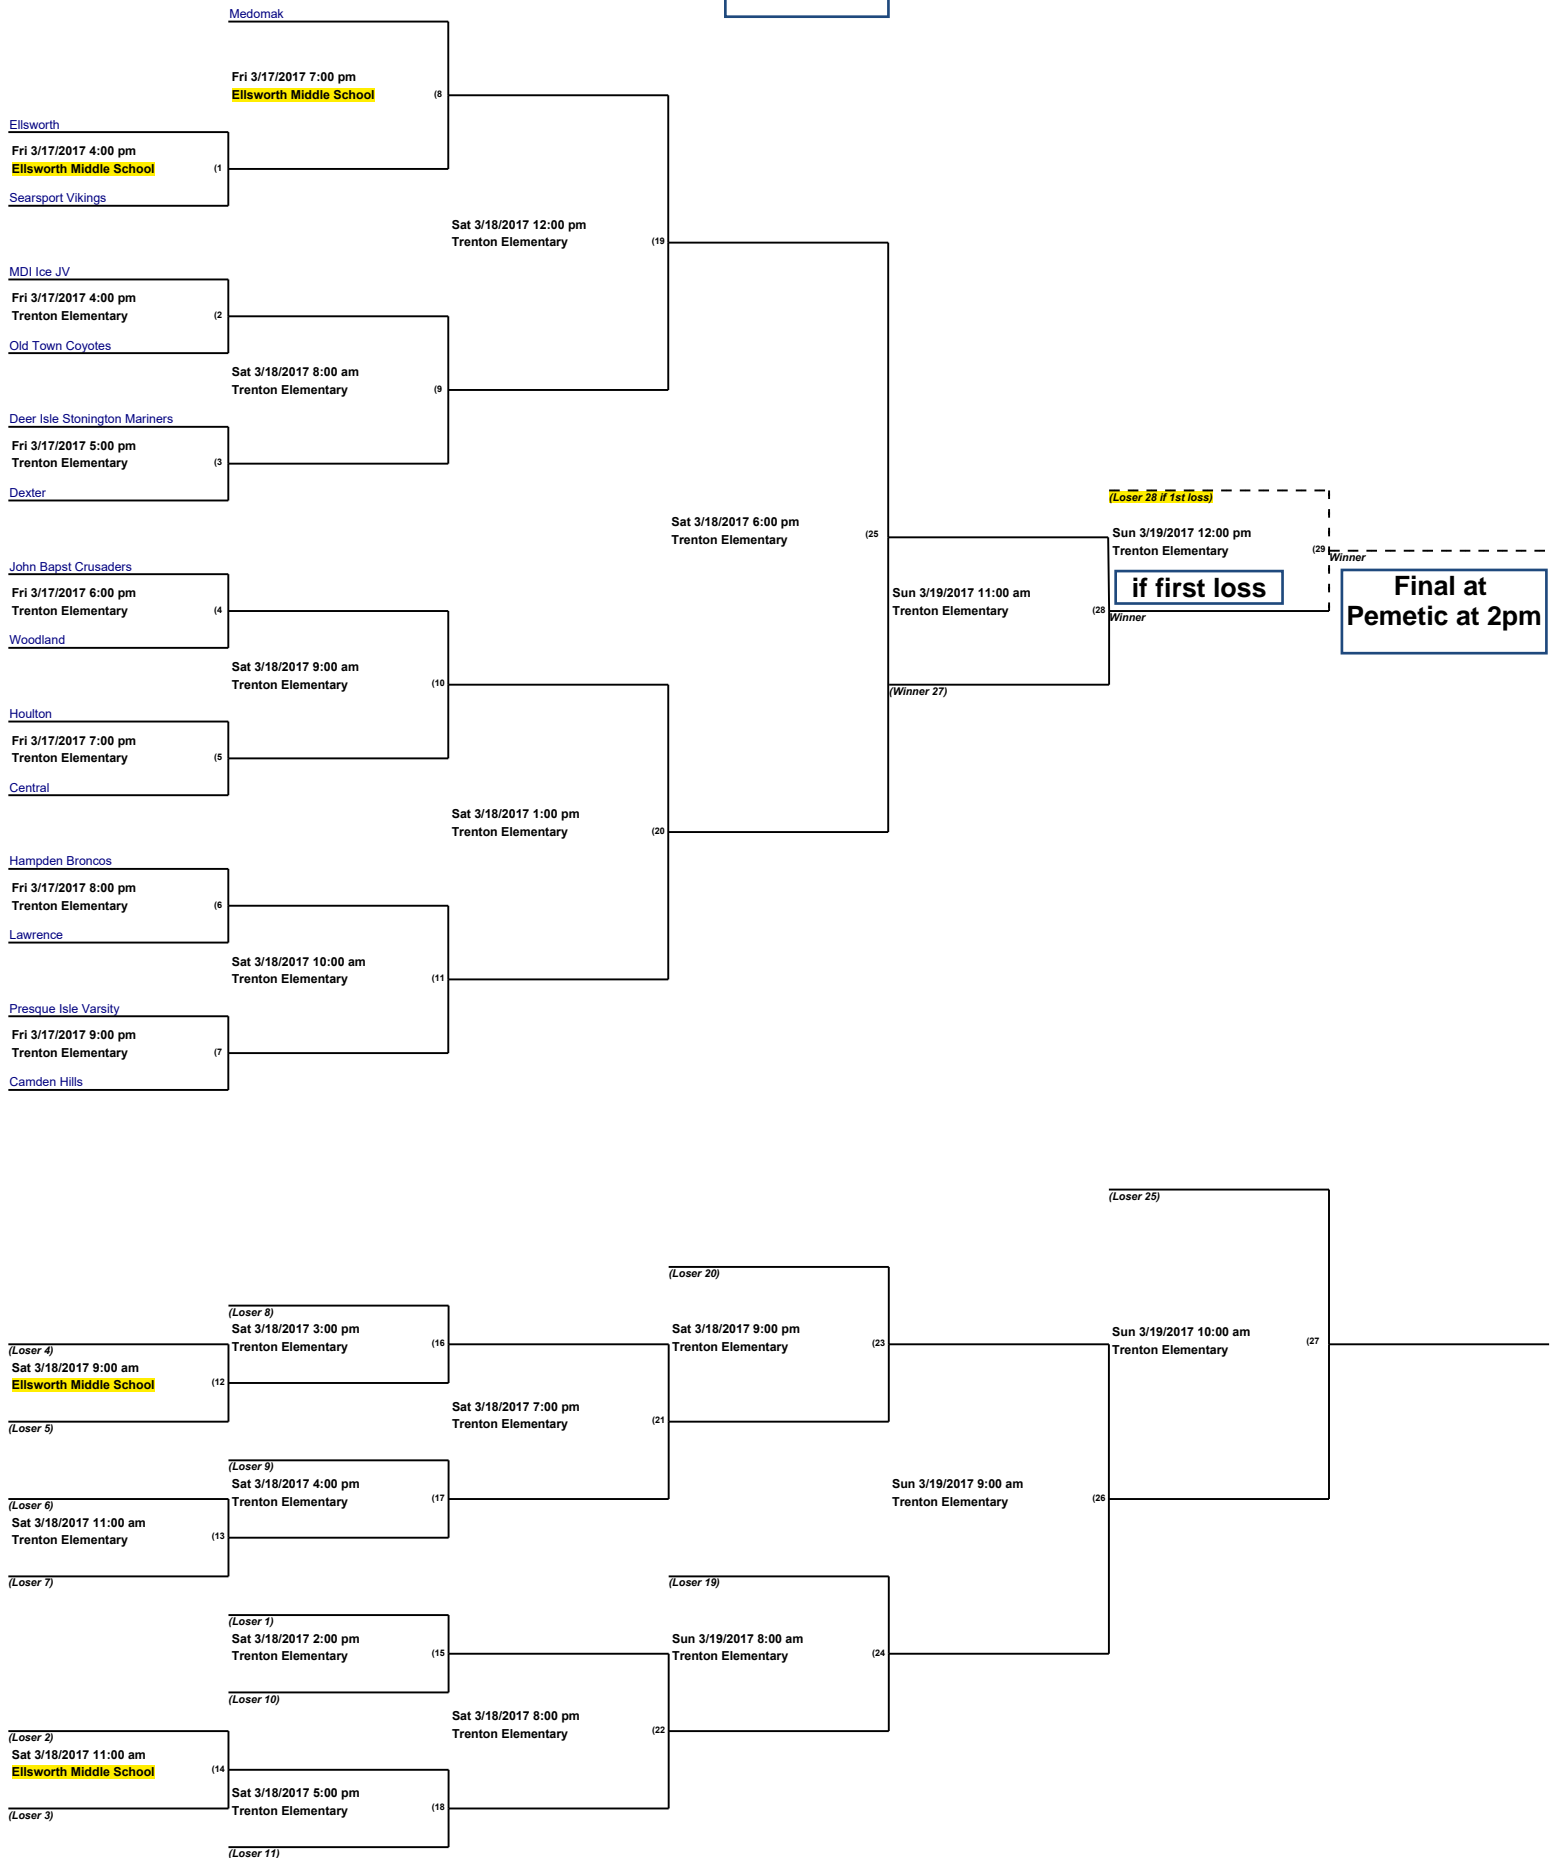 Medomak
Fri 3/17/2017 7:00 pm
Ellsworth Middle School (8
Ellsworth
Fri 3/17/2017 4:00 pm
Ellsworth Middle School (1
Searsport Vikings
Sat 3/18/2017 12:00 pm
Trenton Elementary (19
MDI Ice JV
Fri 3/17/2017 4:00 pm
Trenton Elementary (2
Old Town Coyotes
Sat 3/18/2017 8:00 am
Trenton Elementary (9
Deer Isle Stonington Mariners
Fri 3/17/2017 5:00 pm
Trenton Elementary (3
Dexter
(Loser 28 if 1st loss)
Sat 3/18/2017 6:00 pm
Trenton Elementary (25
Sun 3/19/2017 12:00 pm
Trenton Elementary (29
Winner
John Bapst Crusaders
Fri 3/17/2017 6:00 pm
Trenton Elementary (4
Woodland
Sun 3/19/2017 11:00 am
Trenton Elementary (28
if first loss
Winner
Final at
Pemetic at 2pm
Sat 3/18/2017 9:00 am
Trenton Elementary (10
(Winner 27)
Houlton
Fri 3/17/2017 7:00 pm
Trenton Elementary (5
Central
Sat 3/18/2017 1:00 pm
Trenton Elementary (20
Hampden Broncos
Fri 3/17/2017 8:00 pm
Trenton Elementary (6
Lawrence
Sat 3/18/2017 10:00 am
Trenton Elementary (11
Presque Isle Varsity
Fri 3/17/2017 9:00 pm
Trenton Elementary (7
Camden Hills
(Loser 25)
(Loser 20)
(Loser 8)
Sat 3/18/2017 3:00 pm
Trenton Elementary (16
Sat 3/18/2017 9:00 pm
Trenton Elementary (23
Sun 3/19/2017 10:00 am
Trenton Elementary (27
(Loser 4)
Sat 3/18/2017 9:00 am
Ellsworth Middle School (12
(Loser 5)
Sat 3/18/2017 7:00 pm
Trenton Elementary (21
(Loser 9)
Sat 3/18/2017 4:00 pm
Trenton Elementary (17
Sun 3/19/2017 9:00 am
Trenton Elementary (26
(Loser 6)
Sat 3/18/2017 11:00 am
Trenton Elementary (13
(Loser 7)
(Loser 19)
(Loser 1)
Sat 3/18/2017 2:00 pm
Trenton Elementary (15
Sun 3/19/2017 8:00 am
Trenton Elementary (24
(Loser 10)
Sat 3/18/2017 8:00 pm
Trenton Elementary (22
(Loser 2)
Sat 3/18/2017 11:00 am
Ellsworth Middle School (14
(Loser 3)
Sat 3/18/2017 5:00 pm
Trenton Elementary (18
(Loser 11)